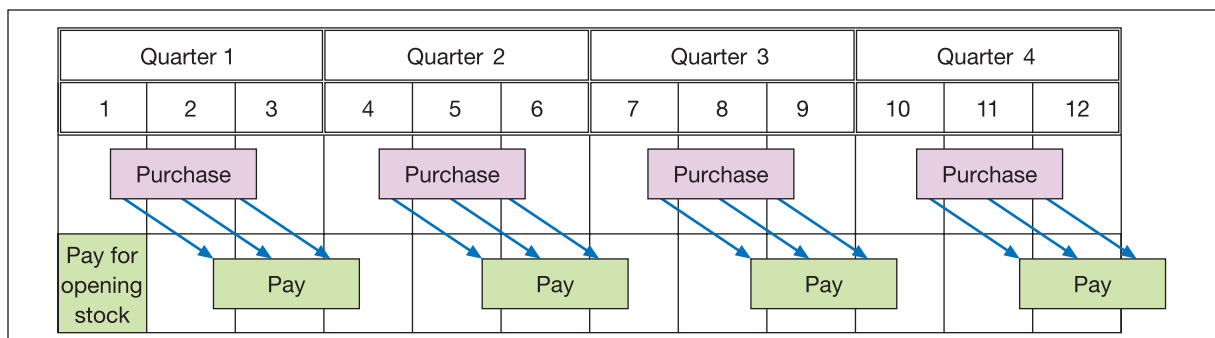 Quarter 1 Quarter 2 Quarter 3 Quarter 4
1 2 3 4 5 6 7 8 9 10 11 12
Purchase Purchase Purchase Purchase
Pay for
opening
stock
Pay Pay Pay Pay